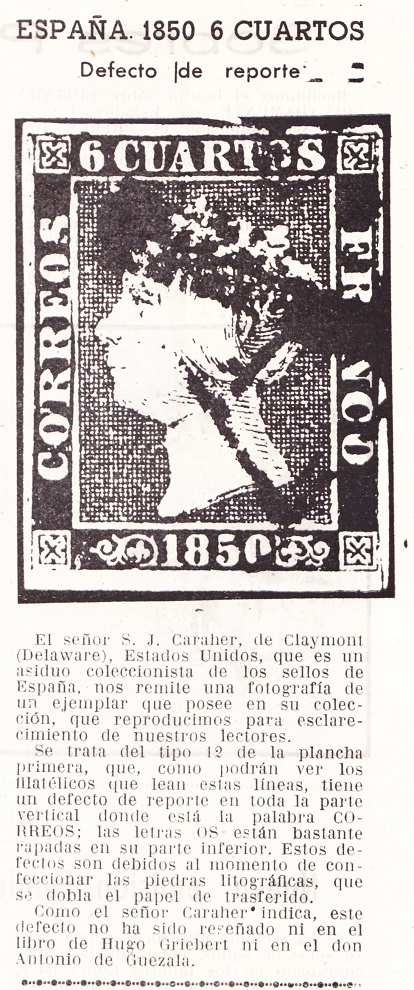 ESPAÑA. 1850 6 CUARTOS
Defecto de reporte
6 CUARTOS
CORREOS
FR NCO
1850
El señor S. J. Caraher, de Claymont
(Delaware), Estados Unidos, que es un
asiduo coleccionista de los sellos de
España, nos remite una fotografía de
un ejemplar que posee en su colec-
ción, que reproducimos para esclare-
cimiento de nuestros lectores.
Se trata del tipo 12 de la plancha
primera, que, como podrán ver los
filatélicos que lean estas líneas, tiene
un defecto de reporte en toda la parte
vertical donde está la palabra CO-
RREOS; las letras OS están bastante
rapadas en su parte inferior. Estos de-
fectos son debidos al momento de con-
feccionar las piedras litográficas, que
se dobla el papel de trasferido.
Como el señor Caraher indica, este
defecto no ha sido reseñado ni en el
libro de Hugo Griebert ni en el don
Antonio de Guezala.